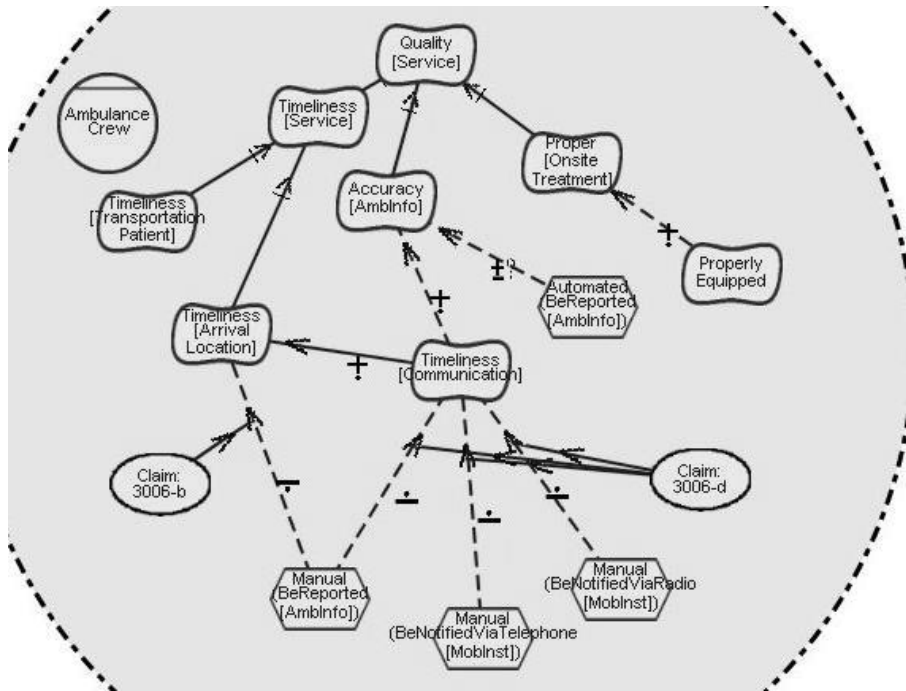 Quality
[Service]
Timeliness
[Service]
Ambulance
Crew
Proper
[Onsite
Treatment]
Accuracy
[AmbInfo]
Timeliness
[Transportation
Patient]
Properly
Equipped
Automated
(BeReported
[AmbInfo])
Timeliness
[Arrival
Location]
Timeliness
[Communication]
Claim:
3006-b
Claim:
3006-d
Manual
(BeReported
[AmbInfo])
Manual
(BeNotifiedViaRadio
[MobInst])
Manual
(BeNotifiedViaTelephone
[MobInst])